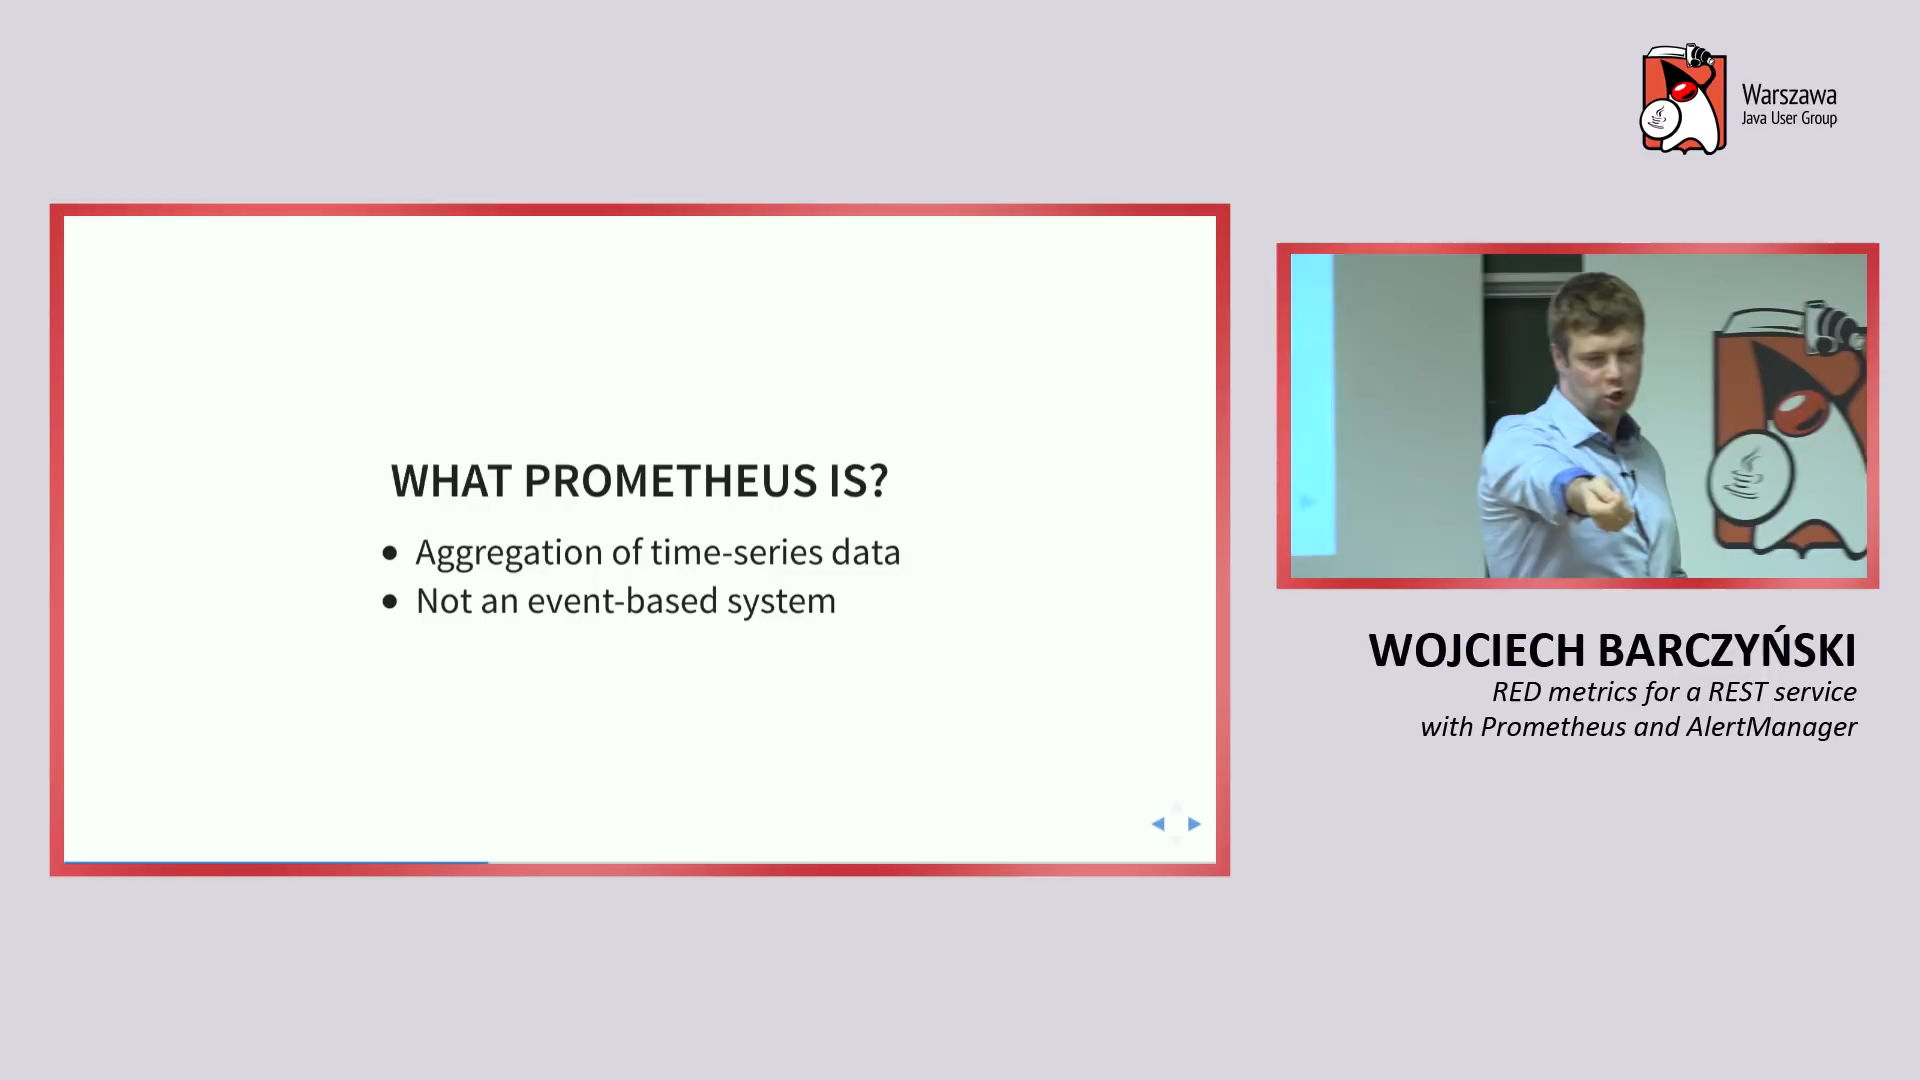 Warszawa
Java User Group
WHAT PROMETHEUS IS?
• Aggregation of time-series data
• Not an event-based system
WOJCIECH BARCZYŃSKI
RED metrics for a REST service
with Prometheus and AlertManager